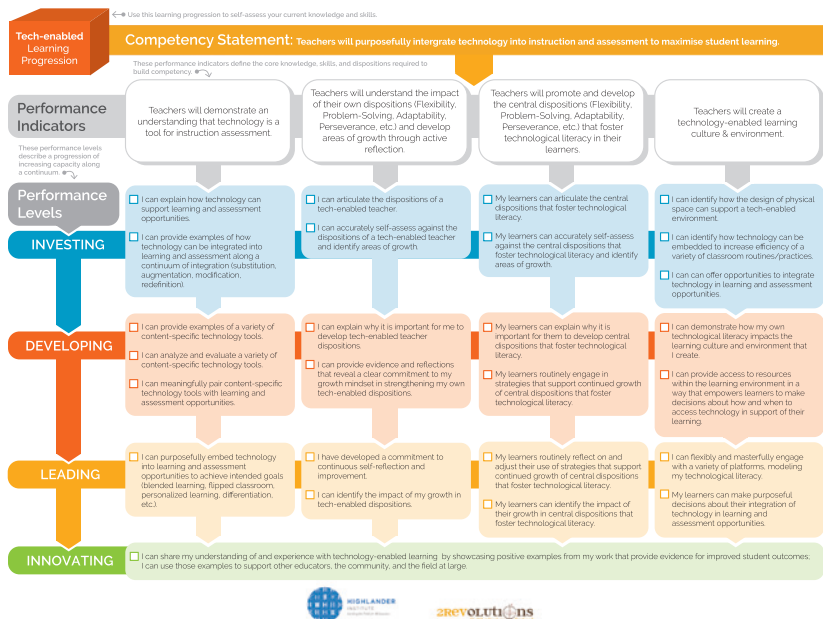 Use this learning progression to self-assess your current knowledge and skills.
Tech-enabled
Learning
Progression
Competency Statement: Teachers will purposefully intergrate technology into instruction and assessment to maximise student learning.
These performance indicators define the core knowledge, skills, and dispositions required to
build competency.
Performance
Indicators
Teachers will demonstrate an
understanding that technology is a
tool for instruction assessment.
Teachers will understand the impact
of their own dispositions (Flexibility,
Problem-Solving, Adaptability,
Perseverance, etc.) and develop
areas of growth through active
reflection.
Teachers will promote and develop
the central dispositions (Flexibility,
Problem-Solving, Adaptability,
Perseverance, etc.) that foster
technological literacy in their
learners.
Teachers will create a
technology-enabled learning
culture & environment.
These performance levels
describe a progression of
increasing capacity along
a continuum.
Performance
Levels
INVESTING
I can explain how technology can
support learning and assessment
opportunities.
I can provide examples of how
technology can be integrated into
learning and assessment along a
continuum of integration (substitution,
augmentation, modification,
redefinition).
I can articulate the dispositions of a
tech-enabled teacher.
I can accurately self-assess against the
dispositions of a tech-enabled teacher
and identify areas of growth.
My learners can articulate the central
dispositions that foster technological
literacy.
My learners can accurately self-assess
against the central dispositions that
foster technological literacy and identify
areas of growth.
I can identify how the design of physical
space can support a tech-enabled
environment.
I can identify how technology can be
embedded to increase efficiency of a
variety of classroom routines/practices.
I can can offer opportunities to integrate
technology in learning and assessment
opportunities.
DEVELOPING
I can provide examples of a variety of
content-specific technology tools.
I can analyze and evaluate a variety of
content-specific technology tools.
I can meaningfully pair content-specific
technology tools with learning and
assessment opportunities.
I can explain why it is important for me to
develop tech-enabled teacher
dispositions.
I can provide evidence and reflections
that reveal a clear commitment to my
growth mindset in strengthening my own
tech-enabled dispositions.
My learners can explain why it is
important for them to develop central
dispositions that foster technological
literacy.
My learners routinely engage in
strategies that support continued growth
of central dispositions that foster
technological literacy.
I can demonstrate how my own
technological literacy impacts the
learning culture and environment that
I create.
I can provide access to resources
within the learning environment in a
way that empowers learners to make
decisions about how and when to
access technology in support of their
learning.
LEADING
I can purposefully embed technology
into learning and assessment
opportunities to achieve intended goals
(blended learning, flipped classroom,
personalized learning, differentiation,
etc.).
I have developed a commitment to
continuous self-reflection and
improvement.
I can identify the impact of my growth in
tech-enabled dispositions.
My learners routinely reflect on and
adjust their use of strategies that support
continued growth of central dispositions
that foster technological literacy.
My learners can identify the impact of
their growth in central dispositions that
foster technological literacy.
I can flexibly and masterfully engage
with a variety of platforms, modeling
my technological literacy.
My learners can make purposeful
decisions about their integration of
technology in learning and
assessment opportunities.
INNOVATING
I can share my understanding of and experience with technology-enabled learning by showcasing positive examples from my work that provide evidence for improved student outcomes;
I can use those examples to support other educators, the community, and the field at large.
HIGHLANDER
INSTITUTE
2REVOLUTIONS